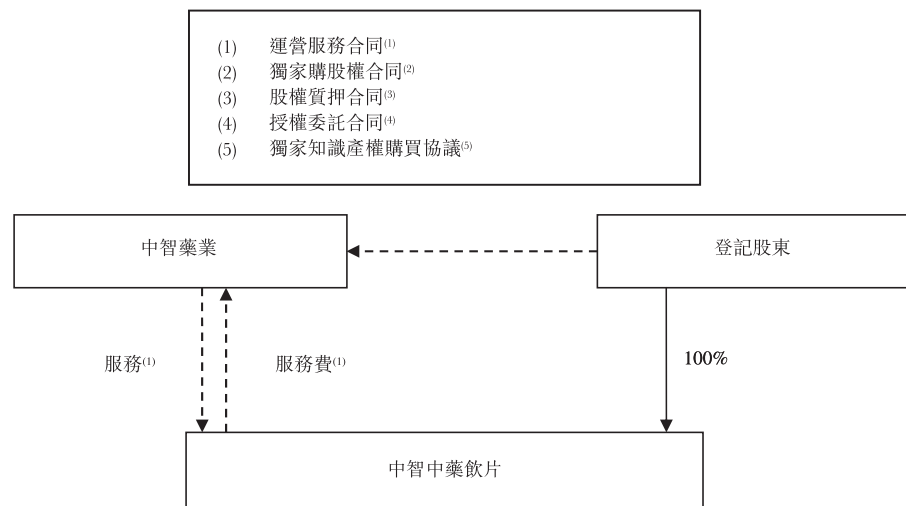 (1) 運營服務合同(1)
(2) 獨家購股權合同(2)
(3) 股權質押合同(3)
(4) 授權委託合同(4)
(5) 獨家知識產權購買協議(5)
中智藥業
登記股東
服務(1)
服務費(1)
100%
中智中藥飲片